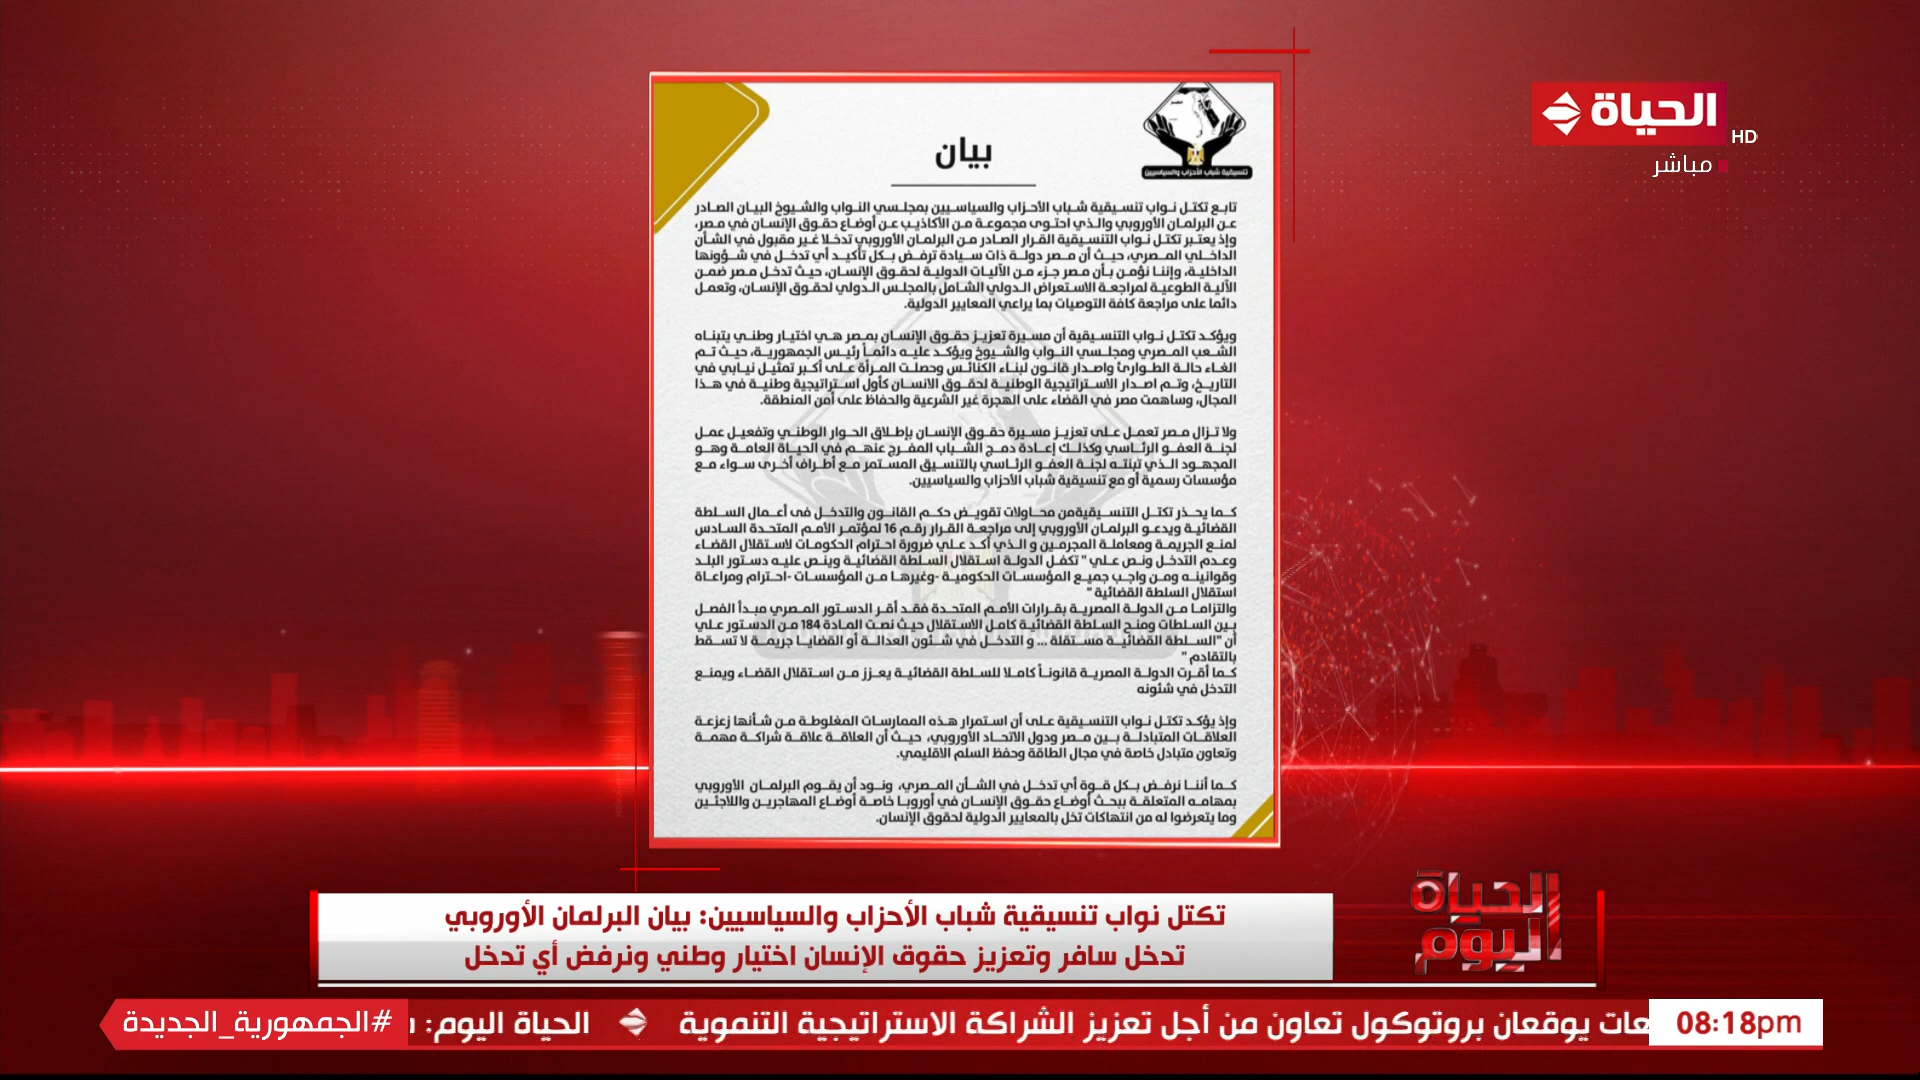 الحياة
HD
مباشر
مصر
تنسيقية شباب الأحزاب والسياسيين
بيان
تابع تكتل نواب تنسيقية شباب الأحزاب والسياسيين بمجلسي النواب والشيوخ البيان الصادر
عن البرلمان الأوروبي والذي احتوى مجموعة من الأكاذيب عن أوضاع حقوق الإنسان في مصر،
وإذ يعتبر تكتل نواب التنسيقية القرار الصادر من البرلمان الأوروبي تدخلا غير مقبول في الشأن
الداخلي المصري، حيث أن مصر دولة ذات سيادة ترفض بكل تأكيد أي تدخل في شؤونها
الداخلية، وإننا نؤمن بأن مصر جزء من الآليات الدولية لحقوق الإنسان، حيث تدخل مصر ضمن
الآلية الطوعية لمراجعة الاستعراض الدولي الشامل بالمجلس الدولي لحقوق الإنسان، وتعمل
دائما على مراجعة كافة التوصيات بما يراعي المعايير الدولية.
ويؤكد تكتل نواب التنسيقية أن مسيرة تعزيز حقوق الإنسان بمصر هي اختيار وطني يتبناه
الشعب المصري ومجلسي النواب والشيوخ ويؤكد عليه دائماً رئيس الجمهورية، حيث تم
الغاء حالة الطوارئ واصدار قانون لبناء الكنائس وحصلت المرأة على أكبر تمثيل نيابي في
التاريخ، وتم اصدار الاستراتيجية الوطنية لحقوق الانسان كأول استراتيجية وطنية في هذا
المجال، وساهمت مصر في القضاء على الهجرة غير الشرعية والحفاظ على أمن المنطقة.
ولا تزال مصر تعمل على تعزيز مسيرة حقوق الإنسان بإطلاق الحوار الوطني وتفعيل عمل
لجنة العفو الرئاسي وكذلك إعادة دمج الشباب المفرج عنهم في الحياة العامة وهو
المجهود الذي تبنته لجنة العفو الرئاسي بالتنسيق المستمر مع أطراف أخرى سواء مع
مؤسسات رسمية أو مع تنسيقية شباب الأحزاب والسياسيين.
كما يحذر تكتل التنسيقيةمن محاولات تقويض حكم القانون والتدخل فى أعمال السلطة
القضائية ويدعو البرلمان الأوروبي إلى مراجعة القرار رقم 16 لمؤتمر الأمم المتحدة السادس
لمنع الجريمة ومعاملة المجرمين و الذي أكد علي ضرورة احترام الحكومات لاستقلال القضاء
وعدم التدخل ونص علي " تكفل الدولة استقلال السلطة القضائية وينص عليه دستور البلد
وقوانينه ومن واجب جميع المؤسسات الحكومية -وغيرها من المؤسسات -احترام ومراعاة
استقلال السلطة القضائية "
والتزاما من الدولة المصرية بقرارات الأمم المتحدة فقد أقر الدستور المصري مبدأ الفصل
بين السلطات ومنح السلطة القضائية كامل الاستقلال حيث نصت المادة 184 من الدستور علي
أن "السلطة القضائية مستقلة ... و التدخل في شئون العدالة أو القضايا جريمة لا تسقط
بالتقادم "
كما أقرت الدولة المصرية قانوناً كاملا للسلطة القضائية يعزز من استقلال القضاء ويمنع
التدخل في شئونه
وإذ يؤكد تكتل نواب التنسيقية على أن استمرار هذه الممارسات المغلوطة من شأنها زعزعة
العلاقات المتبادلة بين مصر ودول الاتحاد الأوروبي، حيث أن العلاقة علاقة شراكة مهمة
وتعاون متبادل خاصة في مجال الطاقة وحفظ السلم الاقليمي.
كما أننا نرفض بكل قوة أي تدخل في الشأن المصري، ونود أن يقوم البرلمان الأوروبي
بمهامه المتعلقة ببحث أوضاع حقوق الإنسان في أوروبا خاصة أوضاع المهاجرين واللاجئين
وما يتعرضوا له من انتهاكات تخل بالمعايير الدولية لحقوق الإنسان.
الحياة
اليوم
تكتل نواب تنسيقية شباب الأحزاب والسياسيين: بيان البرلمان الأوروبي
تدخل سافر وتعزيز حقوق الإنسان اختيار وطني ونرفض أي تدخل
08:18pm
يوقعان بروتوكول تعاون من أجل تعزيز الشراكة الاستراتيجية التنموية
الحياة اليوم:
#الجمهورية_الجديدة